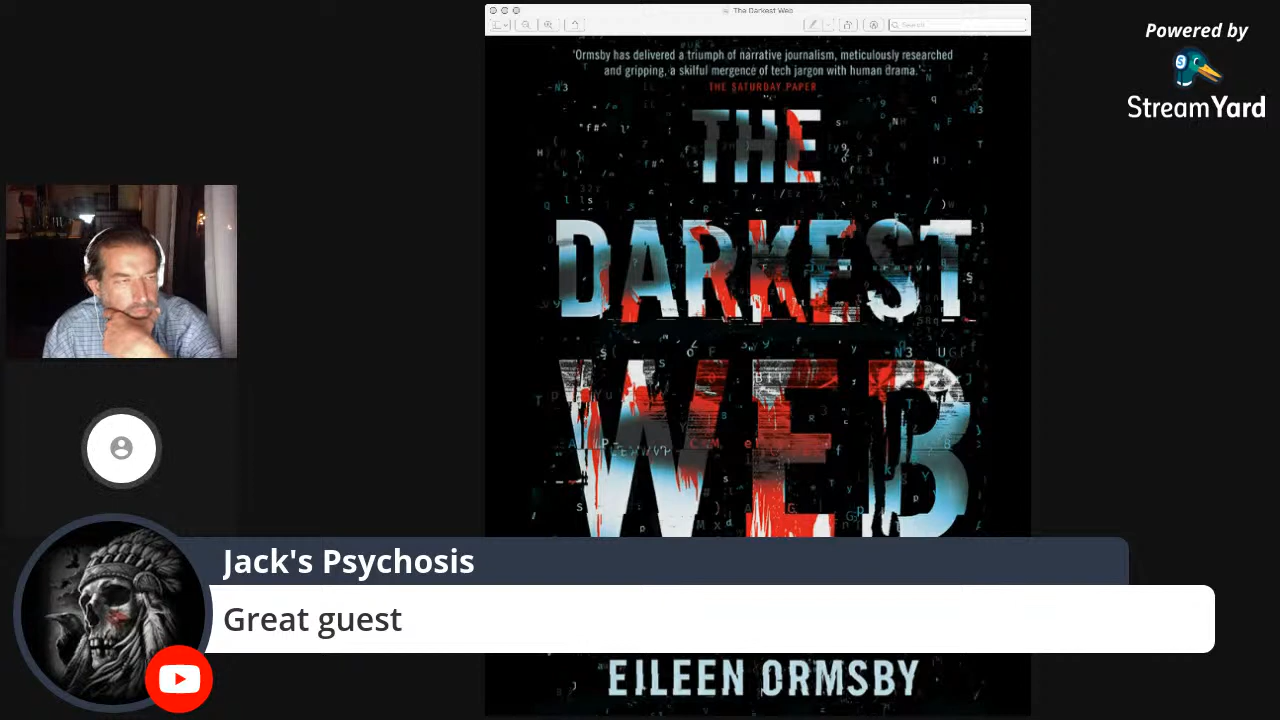 The Darkest Web
Search
Powered by
StreamYard
'Ormsby has delivered a triumph of narrative journalism, meticulously researched
and gripping, a skilful mergence of tech jargon with human drama.'
THE SATURDAY PAPER
THE
DARKEST
WEB
Jack's Psychosis
Great guest
EILEEN ORMSBY